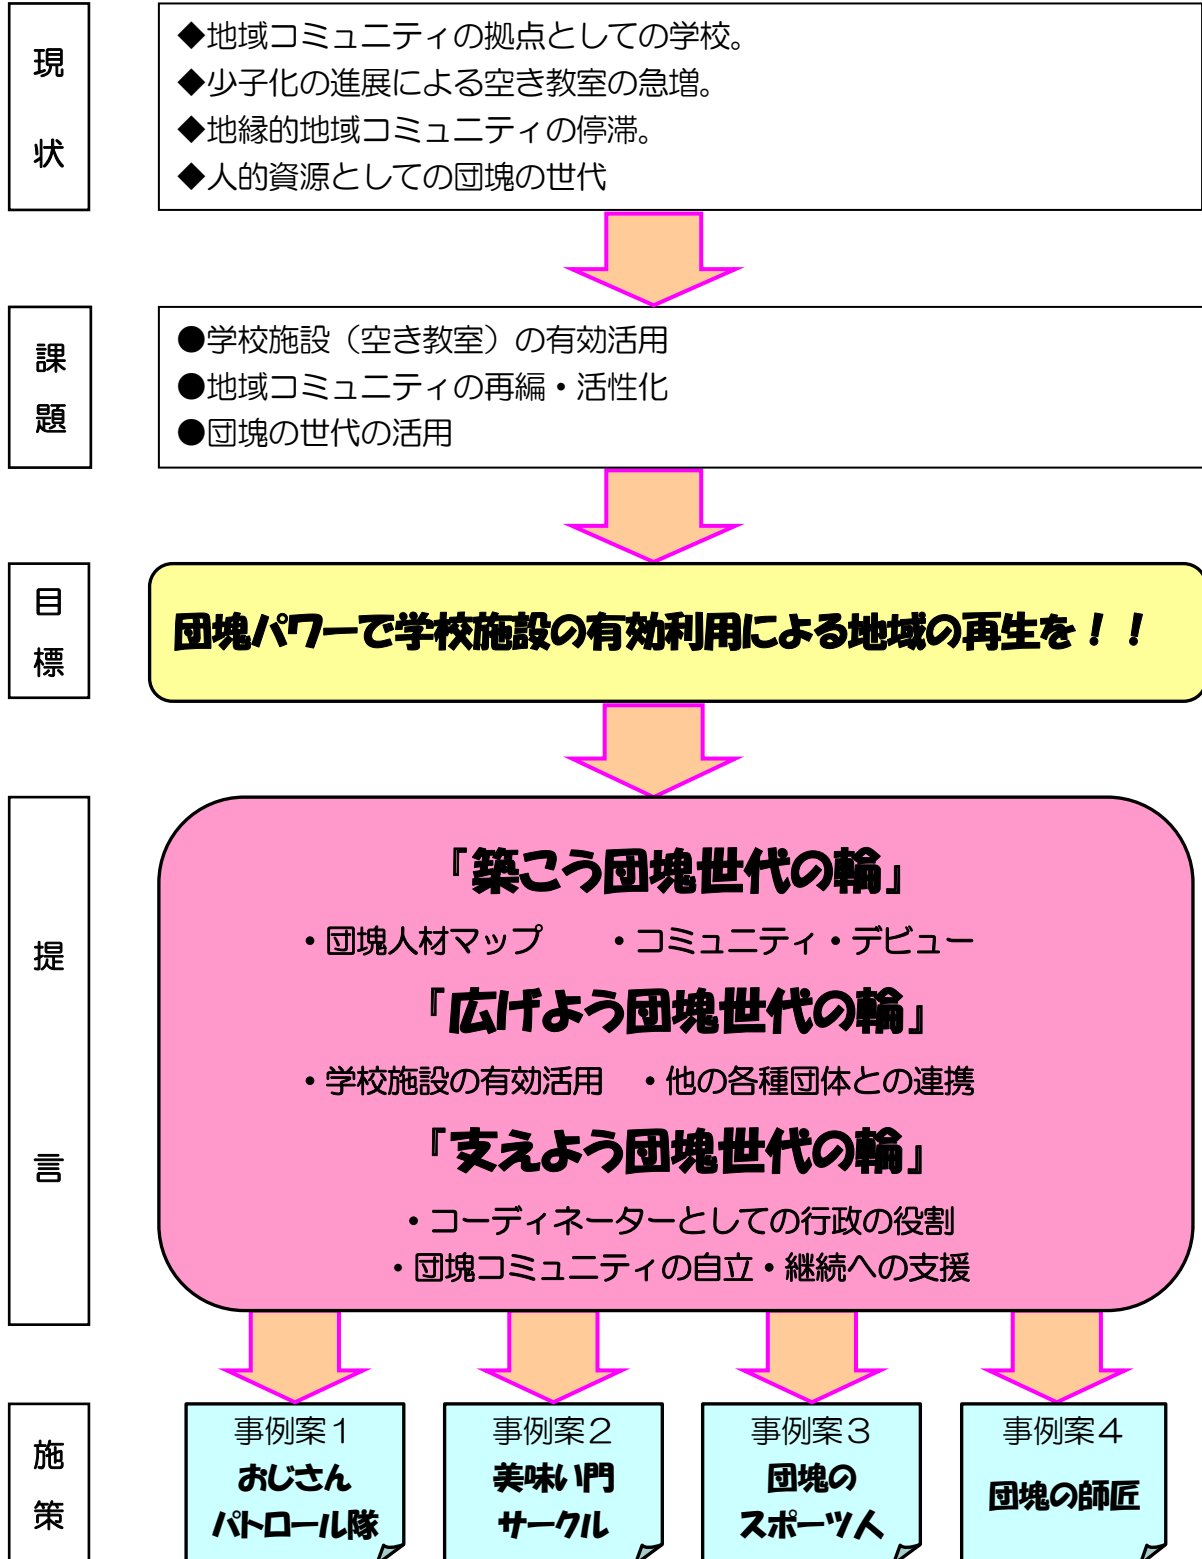 現状
◆地域コミュニティの拠点としての学校。
◆少子化の進展による空き教室の急増。
◆地縁的地域コミュニティの停滞。
◆人的資源としての団塊の世代
課題
●学校施設（空き教室）の有効活用
●地域コミュニティの再編・活性化
●団塊の世代の活用
目標
団塊パワーで学校施設の有効利用による地域の再生を！！
提言
『築こう団塊世代の輪』
・団塊人材マップ　　・コミュニティ・デビュー
『広げよう団塊世代の輪』
・学校施設の有効活用　・他の各種団体との連携
『支えよう団塊世代の輪』
・コーディネーターとしての行政の役割
・団塊コミュニティの自立・継続への支援
施策
事例案１
おじさん
パトロール隊
事例案２
美味い門
サークル
事例案３
団塊の
スポーツ人
事例案４
団塊の師匠